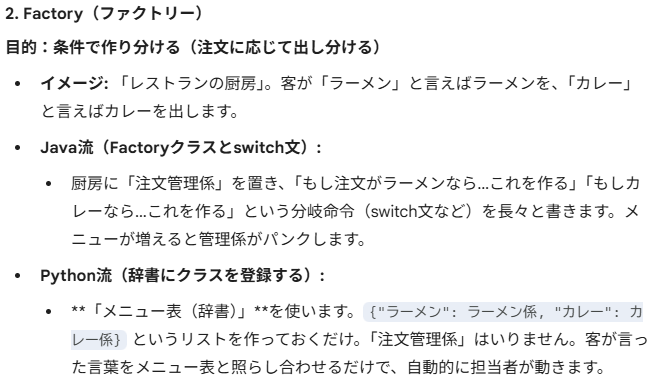 2. Factory（ファクトリー）
目的：条件で作り分ける（注文に応じて出し分ける）
• イメージ: 「レストランの厨房」。客が「ラーメン」と言えばラーメンを、「カレー」
と言えばカレーを出します。
• Java流（Factoryクラスとswitch文）:
• 厨房に「注文管理係」を置き、「もし注文がラーメンなら...これを作る」「もしカ
レーなら...これを作る」という分岐命令（switch文など）を長々と書きます。メ
ニューが増えると管理係がパンクします。
• Python流（辞書にクラスを登録する）:
• **「メニュー表（辞書）」**を使います。 {"ラーメン": ラーメン係, "カレー": カ
レー係} というリストを作っておくだけ。「注文管理係」はいりません。客が言っ
た言葉をメニュー表と照らし合わせるだけで、自動的に担当者が動きます。